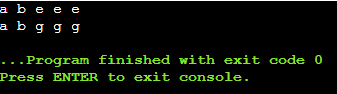 a b e e e
a b g g g
...Program finished with exit code 0
Press ENTER to exit console.